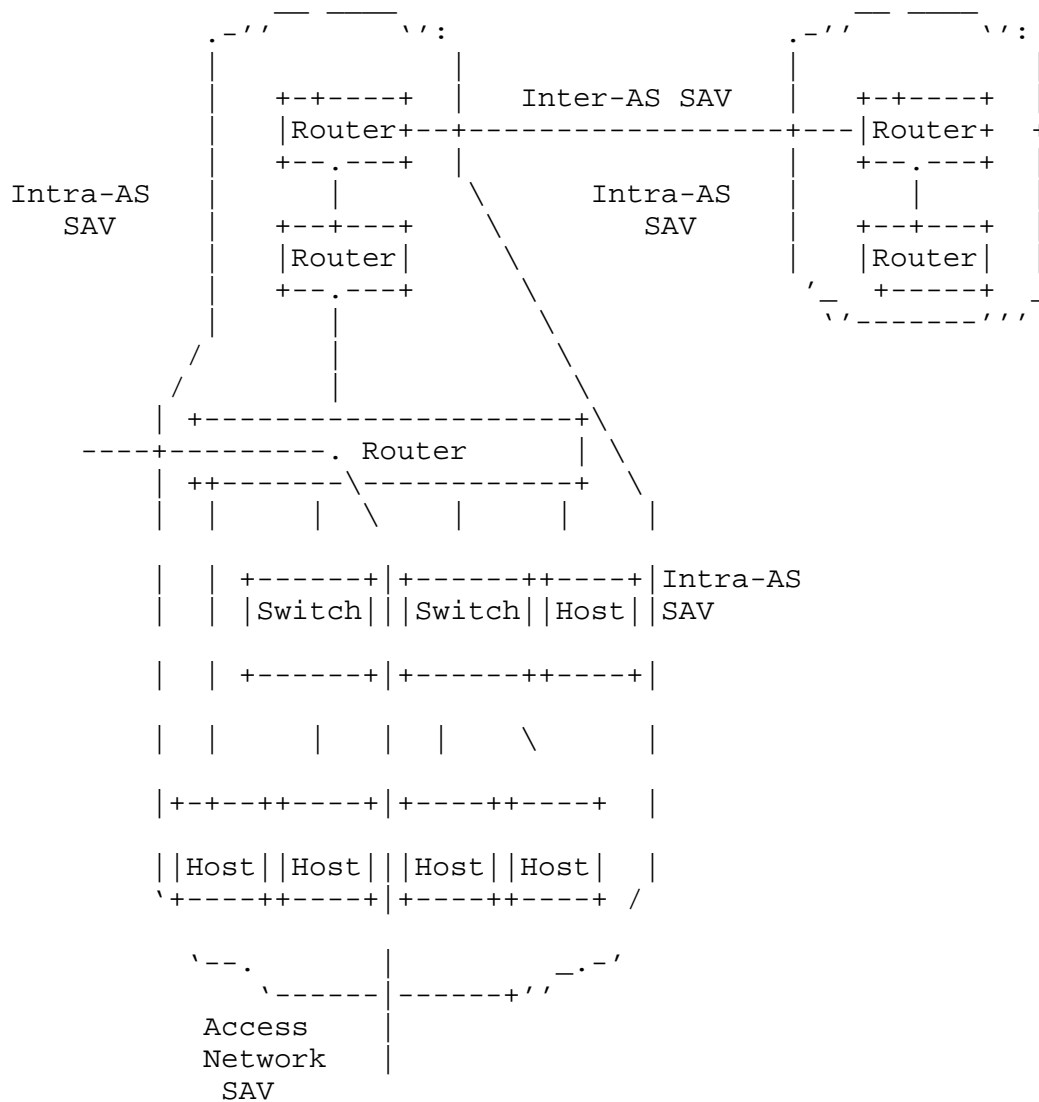 Inter-AS SAV
Router Router
Intra-AS Intra-AS
SAV SAV
Router Router
Router
Intra-AS
Switch Switch Host SAV
Host Host Host Host
Access
Network
SAV